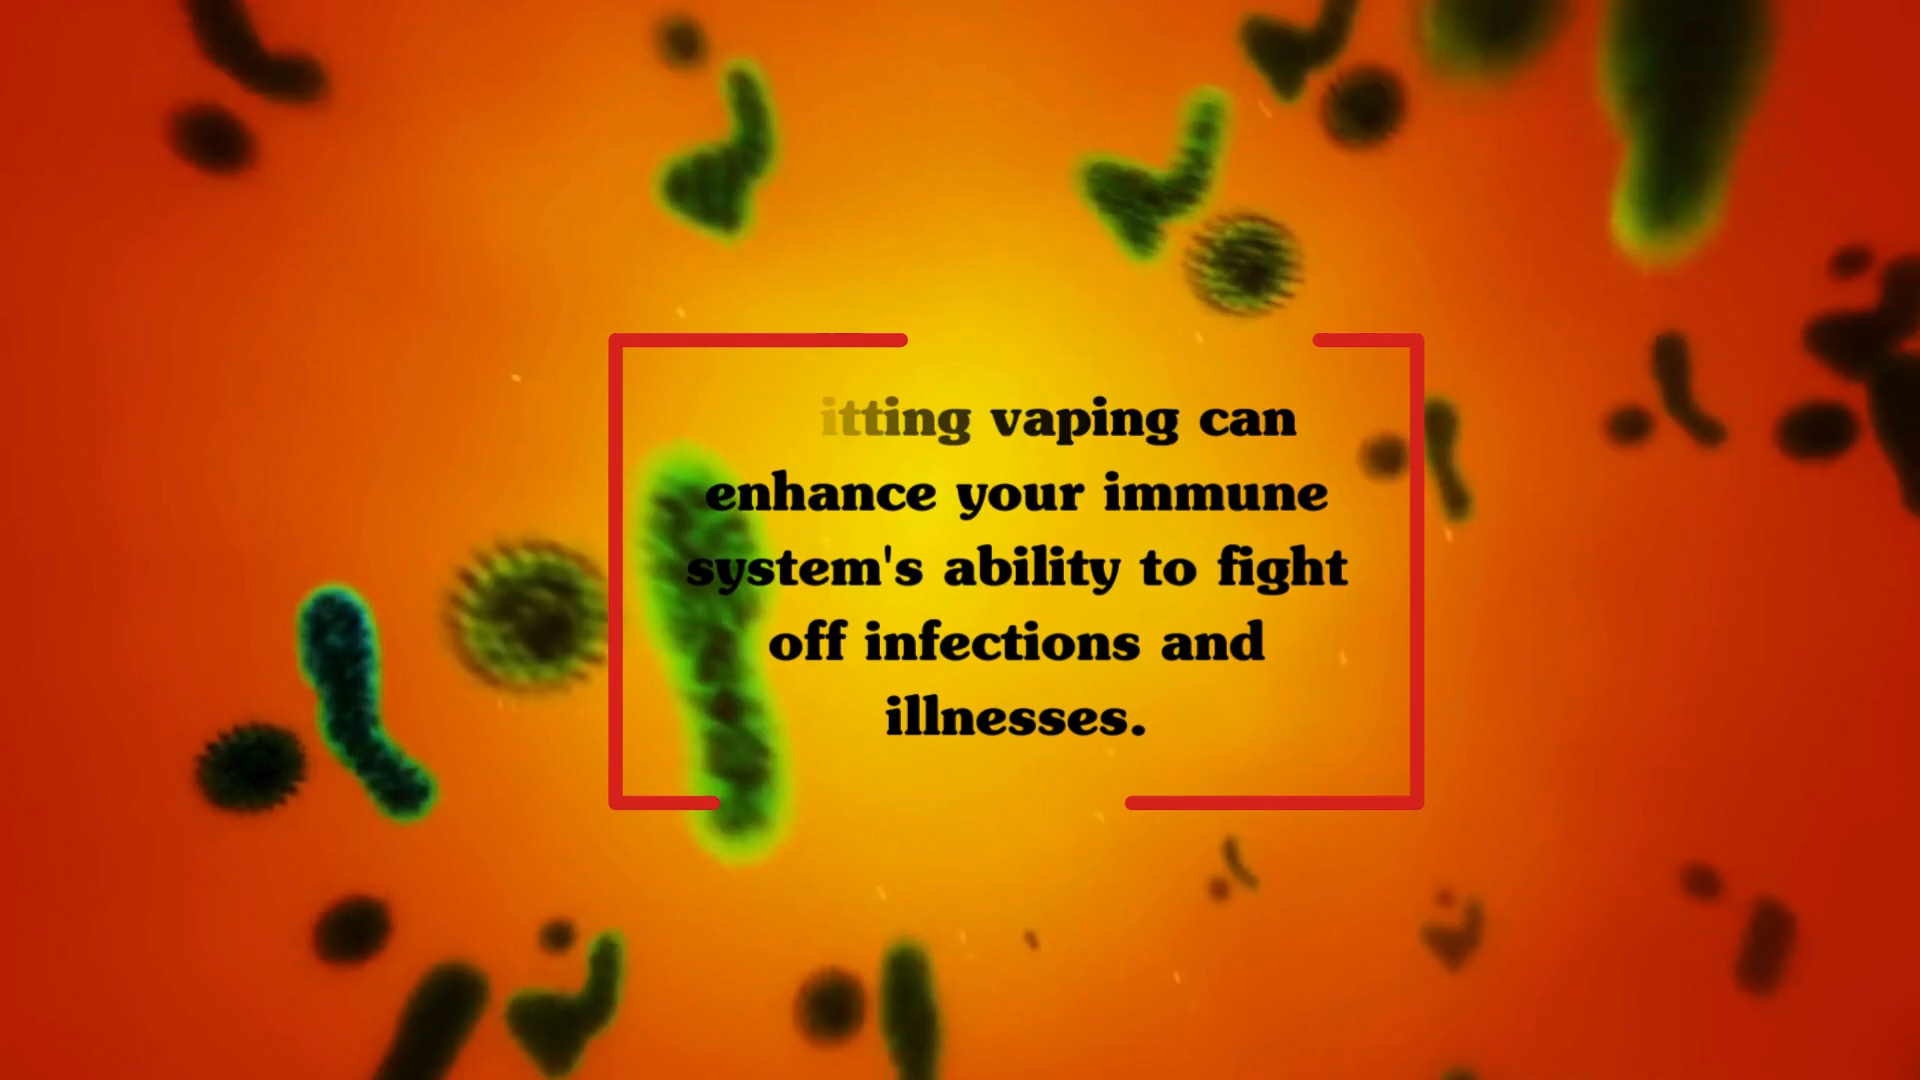 itting vaping can
enhance your immune
system's ability to fight
off infections and
illnesses.